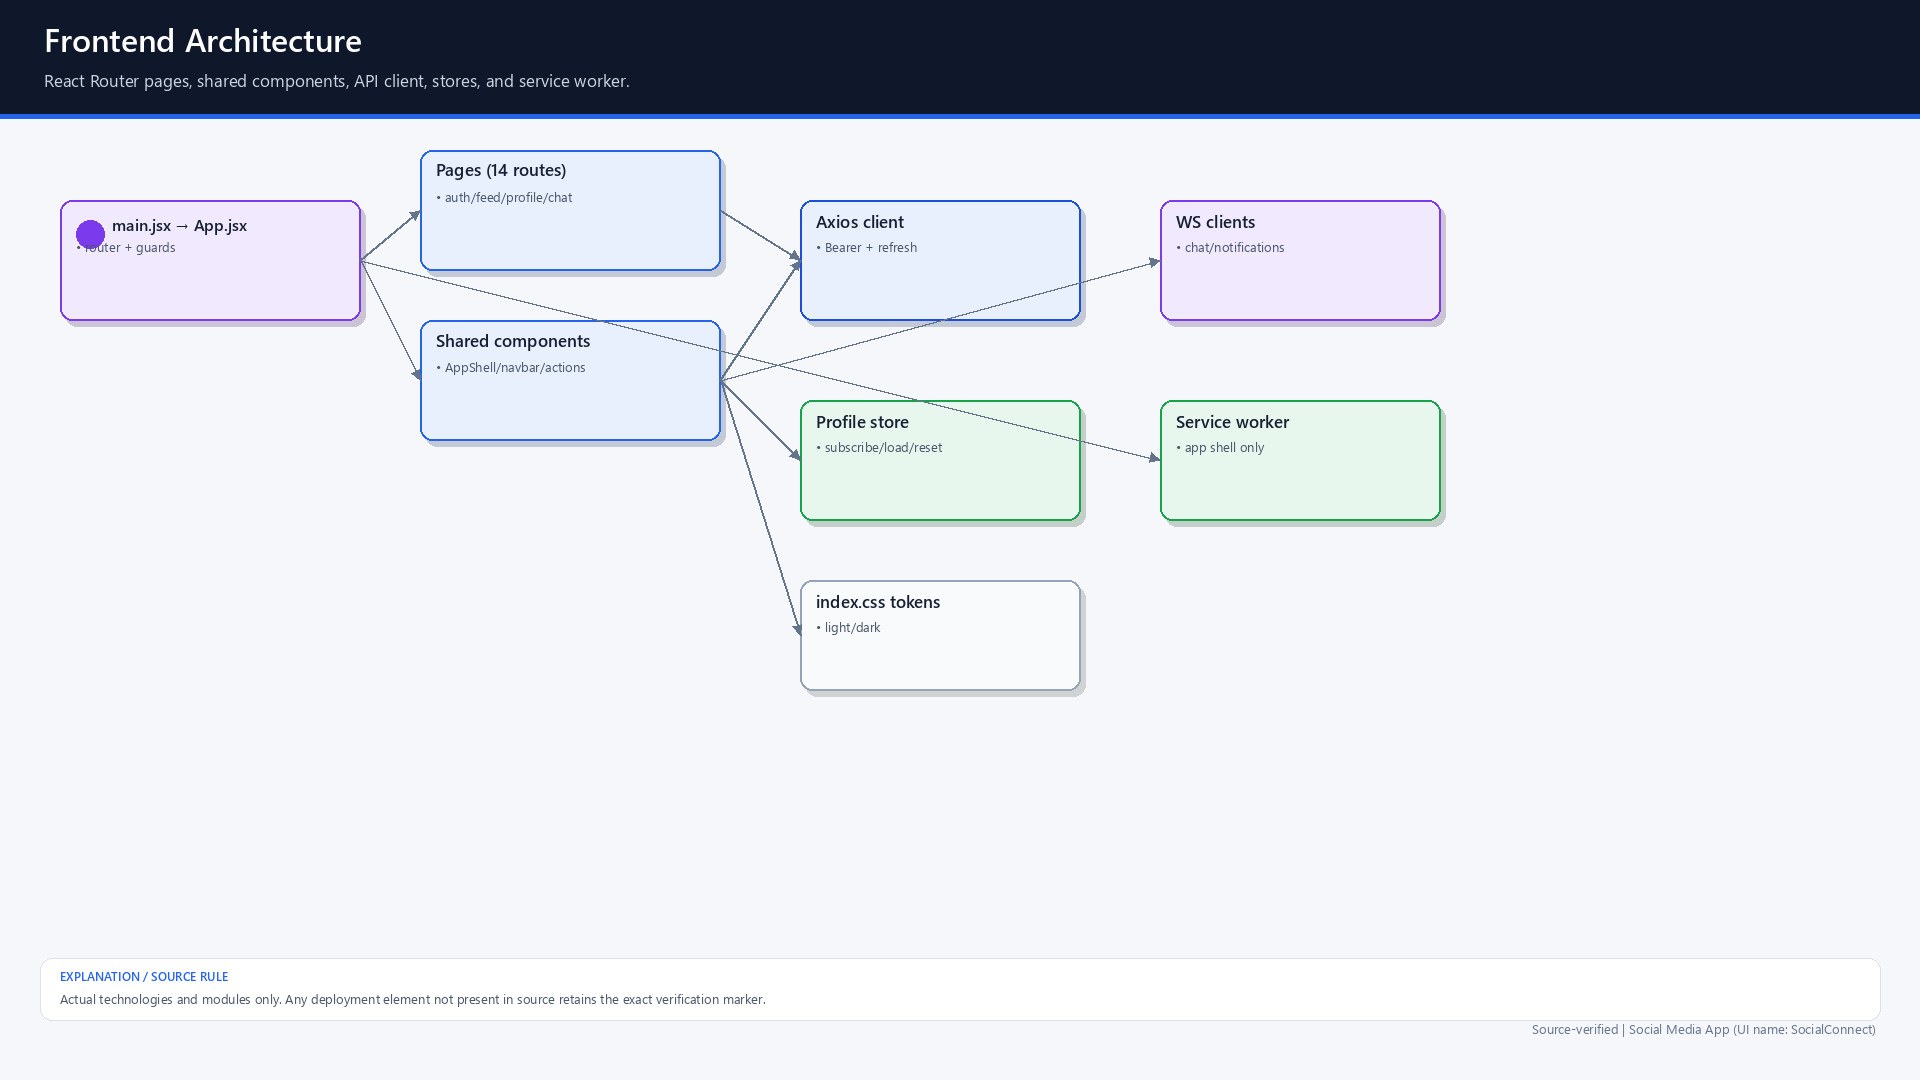 Frontend Architecture
React Router pages, shared components, API client, stores, and service worker.
main.jsx → App.jsx
• router + guards
Pages (14 routes)
• auth/feed/profile/chat
Shared components
• AppShell/navbar/actions
Axios client
• Bearer + refresh
Profile store
• subscribe/load/reset
index.css tokens
• light/dark
WS clients
• chat/notifications
Service worker
• app shell only
EXPLANATION / SOURCE RULE
Actual technologies and modules only. Any deployment element not present in source retains the exact verification marker.
Source-verified | Social Media App (UI name: SocialConnect)